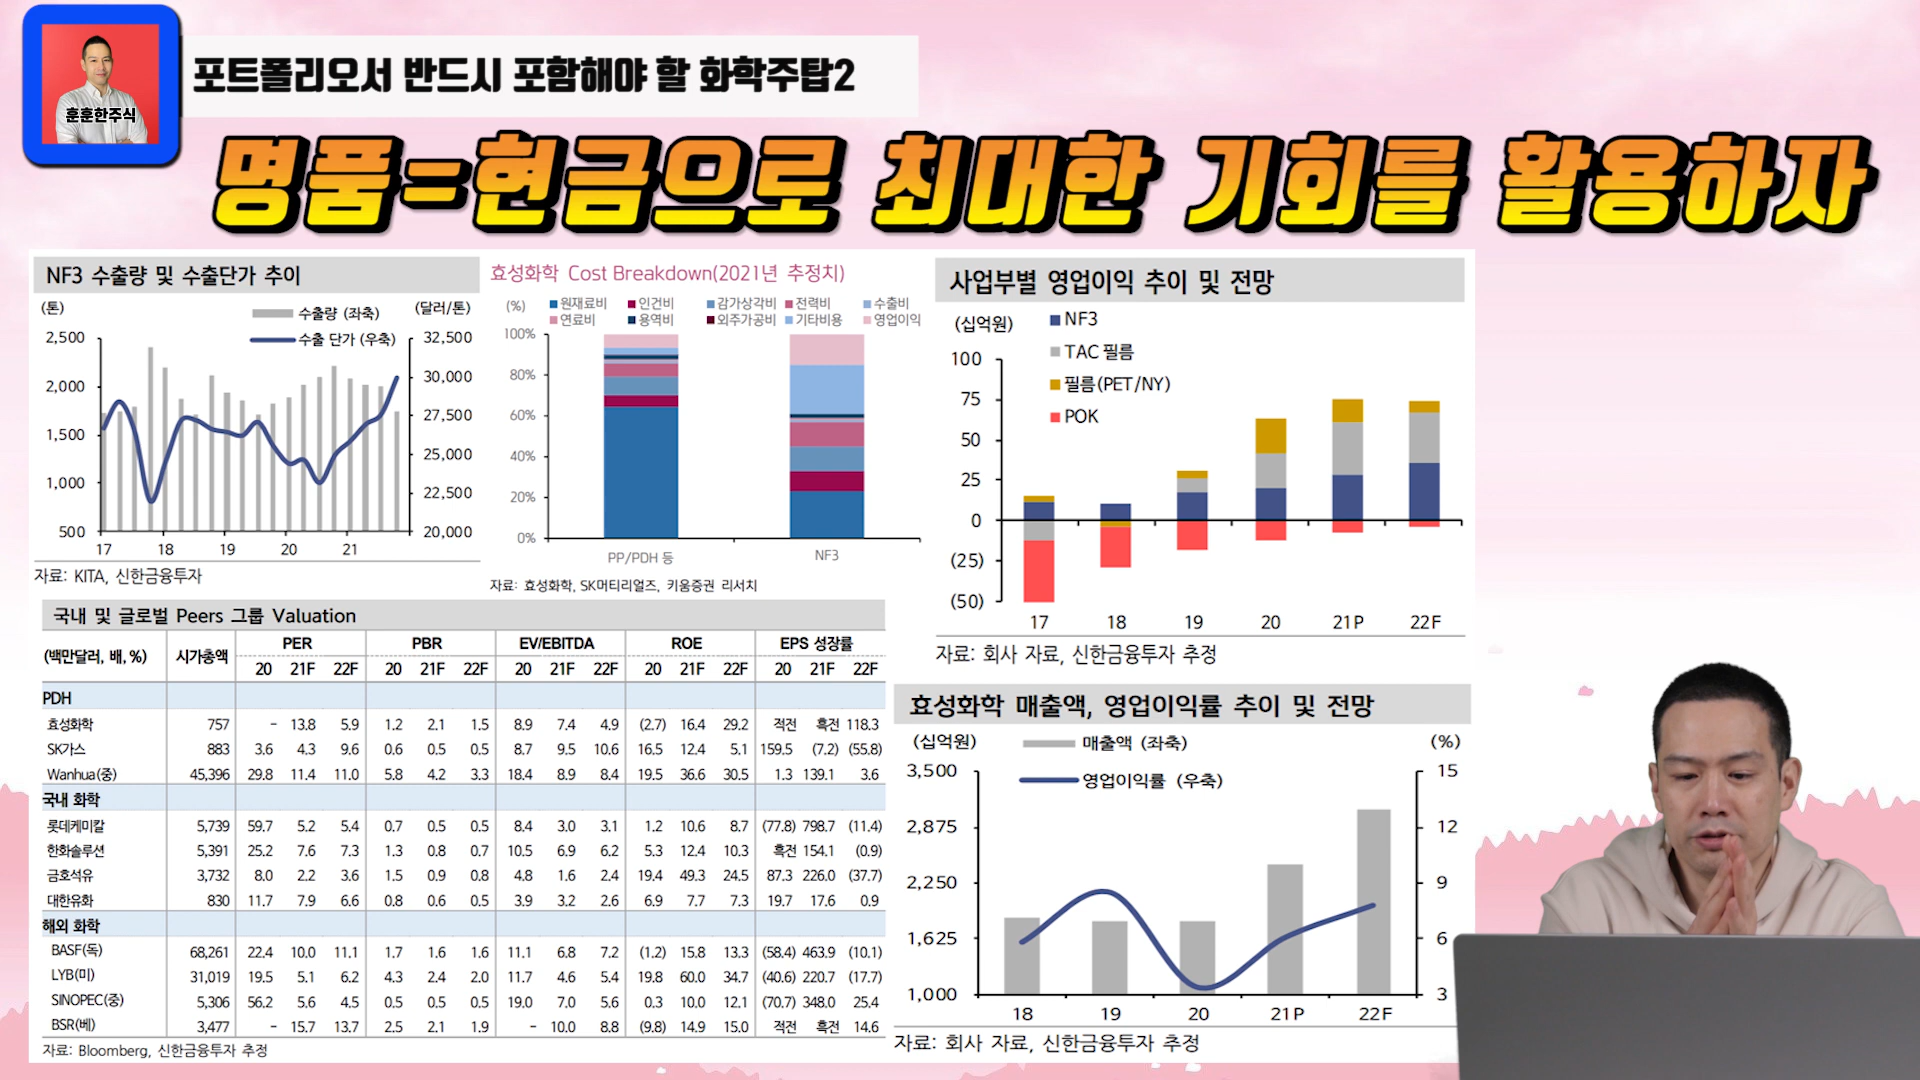 훈훈한주식
포트폴리오서 반드시 포함해야 할 화학주탑2
명품=현금으로 최대한 기회를 활용하자
NF3 수출량 및 수출단가 추이
(톤) 수출량 (좌축) (달러/톤)
수출 단가 (우축)
2,500 32,500
2,000 30,000
27,500
1,500 25,000
1,000 22,500
500 20,000
17 18 19 20 21
자료: KITA, 신한금융투자
효성화학 Cost Breakdown(2021년 추정치)
(%) 원재료비 인건비 감가상각비 전력비 수출비
연료비 용역비 외주가공비 기타비용 영업이익
100%
80%
60%
40%
20%
0%
PP/PDH 등 NF3
자료: 효성화학, SK머티리얼즈, 키움증권 리서치
사업부별 영업이익 추이 및 전망
(십억원) NF3
TAC 필름
필름(PET/NY)
POK
100
75
50
25
0
(25)
(50)
17 18 19 20 21P 22F
자료: 회사 자료, 신한금융투자 추정
국내 및 글로벌 Peers 그룹 Valuation
(백만달러, 배, %) 시가총액 PER PBR EV/EBITDA ROE EPS 성장률
20 21F 22F 20 21F 22F 20 21F 22F 20 21F 22F 20 21F 22F
PDH
효성화학 757 – 13.8 5.9 1.2 2.1 1.5 8.9 7.4 4.9 (2.7) 16.4 29.2 적전 흑전 118.3
SK가스 883 3.6 4.3 9.6 0.6 0.5 0.5 8.7 9.5 10.6 16.5 12.4 5.1 159.5 (7.2) (55.8)
Wanhua(중) 45,396 29.8 11.4 11.0 5.8 4.2 3.3 18.4 8.9 8.4 19.5 36.6 30.5 1.3 139.1 3.6
국내 화학
롯데케미칼 5,739 59.7 5.2 5.4 0.7 0.5 0.5 8.4 3.0 3.1 1.2 10.6 8.7 (77.8) 798.7 (11.4)
한화솔루션 5,391 25.2 7.6 7.3 1.3 0.8 0.7 10.5 6.9 6.2 5.3 12.4 10.3 흑전 154.1 (0.9)
금호석유 3,732 8.0 2.2 3.6 1.5 0.9 0.8 4.8 1.6 2.4 19.4 49.3 24.5 87.3 226.0 (37.7)
대한유화 830 11.7 7.9 6.6 0.8 0.6 0.5 3.9 3.2 2.6 6.9 7.7 7.3 19.7 17.6 0.9
해외 화학
BASF(독) 68,261 22.4 10.0 11.1 1.7 1.6 1.6 11.1 6.8 7.2 (1.2) 15.8 13.3 (58.4) 463.9 (10.1)
LYB(미) 31,019 19.5 5.1 6.2 4.3 2.4 2.0 11.7 4.6 5.4 19.8 60.0 34.7 (40.6) 220.7 (17.7)
SINOPEC(중) 5,306 56.2 5.6 4.5 0.5 0.5 0.5 19.0 7.0 5.6 0.3 10.0 12.1 (70.7) 348.0 25.4
BSR(베) 3,477 – 15.7 13.7 2.5 2.1 1.9 – 10.0 8.8 (9.8) 14.9 15.0 적전 흑전 14.6
자료: Bloomberg, 신한금융투자 추정
효성화학 매출액, 영업이익률 추이 및 전망
(십억원) 매출액 (좌축) (%)
영업이익률 (우축)
3,500 15
2,875 12
2,250 9
1,625 6
1,000 3
18 19 20 21P 22F
자료: 회사 자료, 신한금융투자 추정